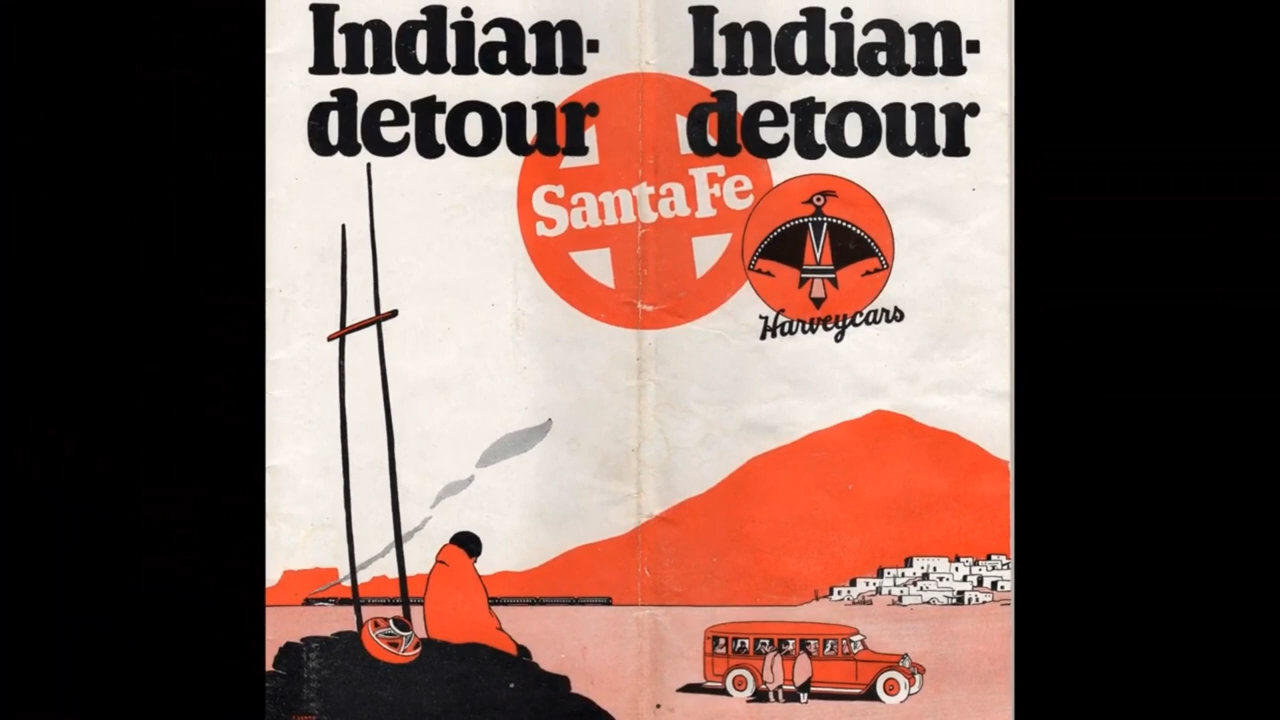 Indian-
detour
Indian-
detour
Santa Fe
Harveycars